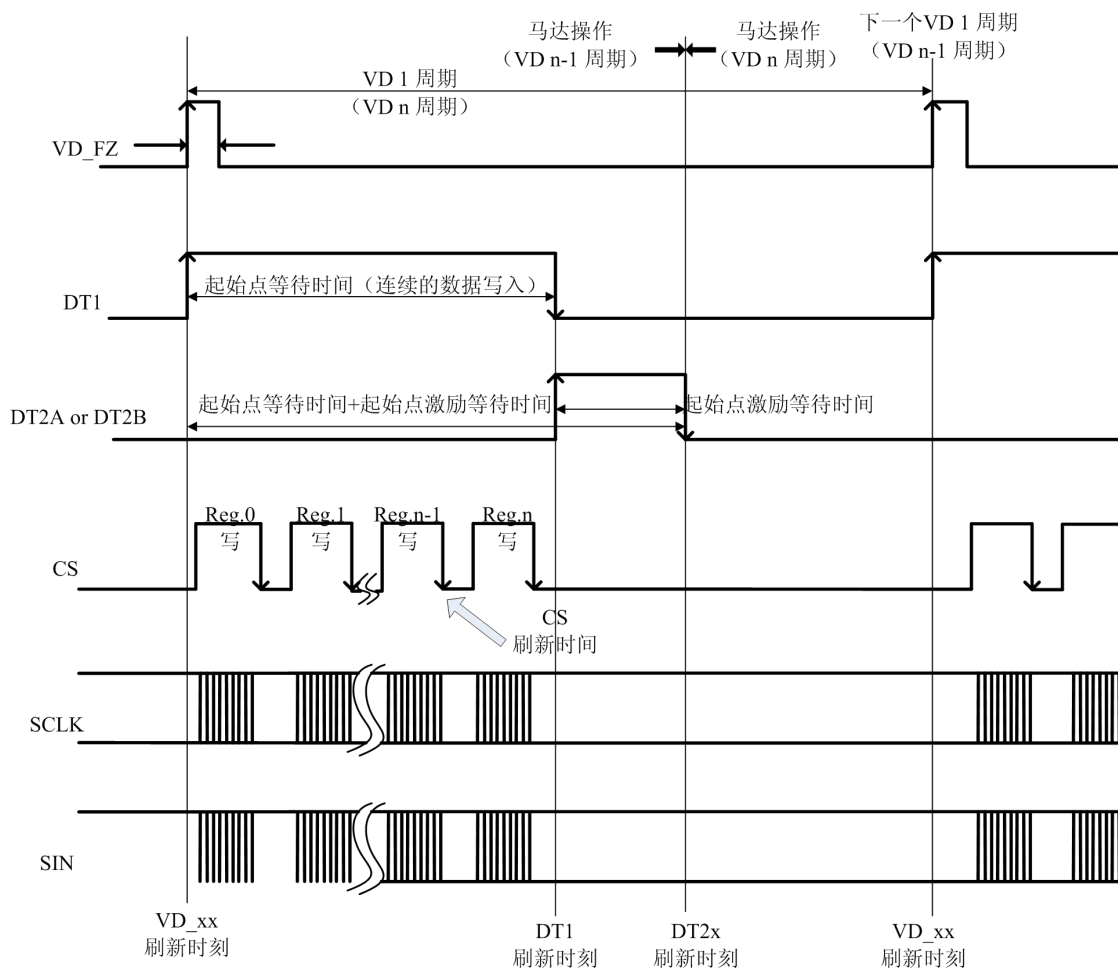 马达操作
（VD n-1 周期）
马达操作
（VD n 周期）
下一个VD 1 周期
（VD n-1 周期）
VD 1 周期
（VD n 周期）
VD_FZ
起始点等待时间（连续的数据写入）
DT1
起始点等待时间+起始点激励等待时间
起始点激励等待时间
DT2A or DT2B
Reg.0
写
Reg.1
写
Reg.n-1
写
Reg.n
写
CS
CS
刷新时间
SCLK
SIN
VD_xx
刷新时刻
DT1
刷新时刻
DT2x
刷新时刻
VD_xx
刷新时刻